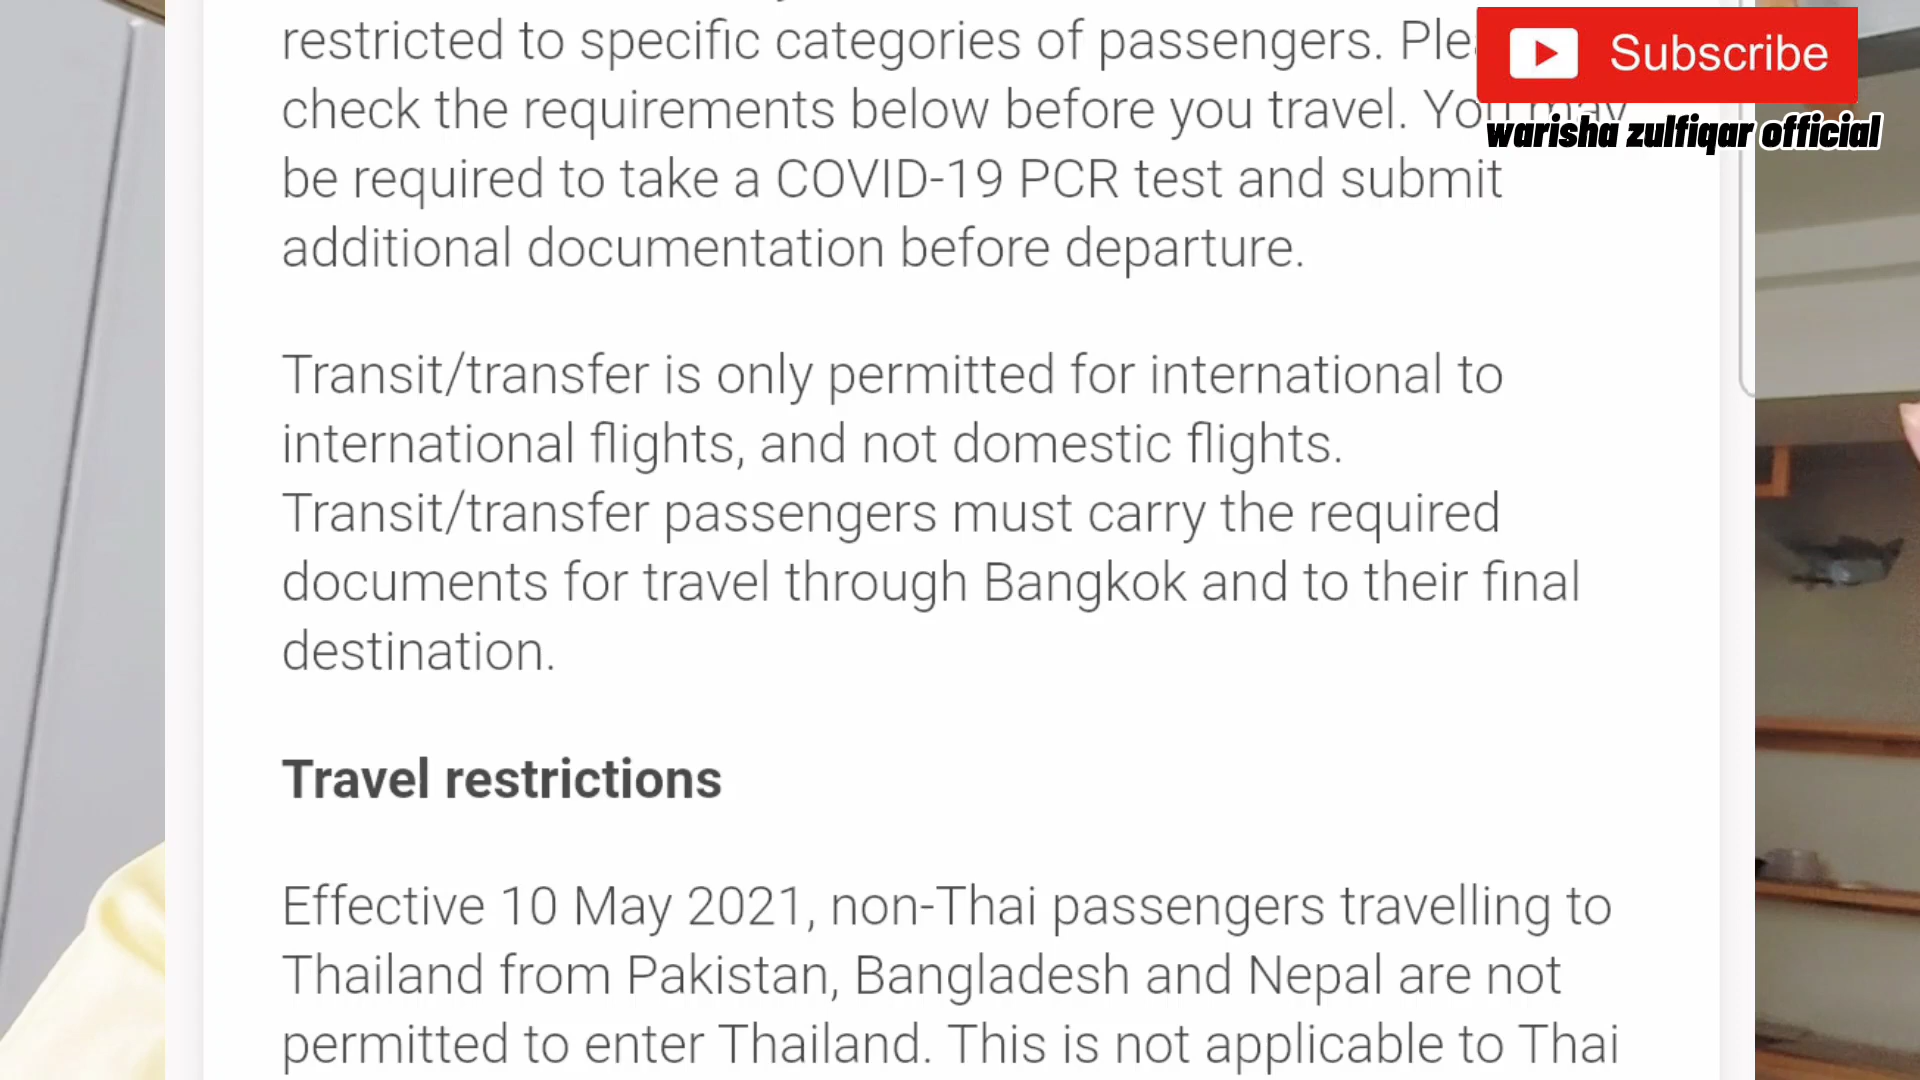 restricted to specific categories of passengers.
check the requirements below before you travel.
be required to take a COVID-19 PCR test and submit
additional documentation before departure.
Transit/transfer is only permitted for international to
international flights, and not domestic flights.
Transit/transfer passengers must carry the required
documents for travel through Bangkok and to their final
destination.
Travel restrictions
Effective 10 May 2021, non-Thai passengers travelling to
Thailand from Pakistan, Bangladesh and Nepal are not
permitted to enter Thailand. This is not applicable to Thai
Subscribe
warisha zulfiqar official